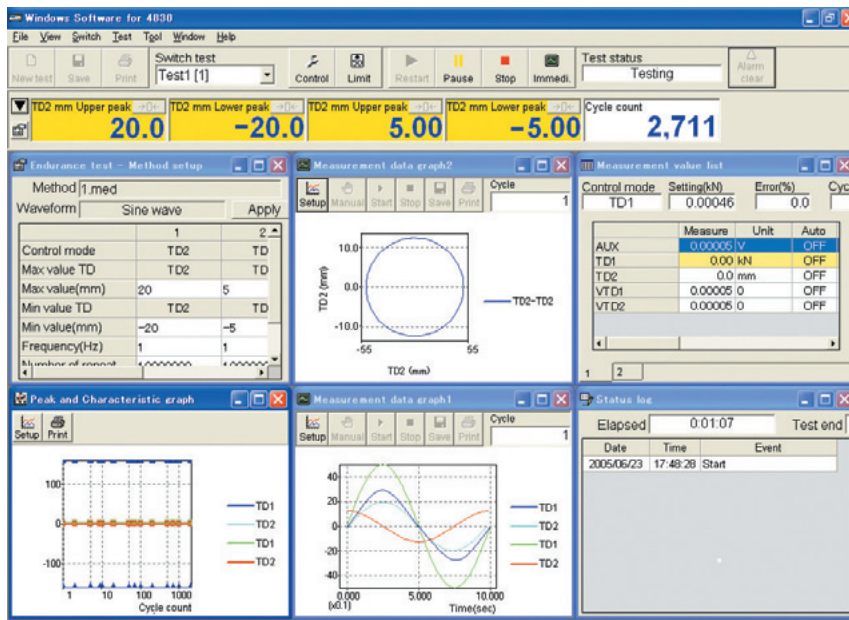 Windows Software for 4830
File View Switch Test Tool Window Help
New test Save Print
Switch test
Test1 [1]
Control Limit Restart Pause Stop Immedi.
Test status
Testing
Alarm clear
TD2 mm Upper peak →0← TD2 mm Lower peak →0← TD2 mm Upper peak →0← TD2 mm Lower peak →0← Cycle count
20.0 -20.0 5.00 -5.00 2,711
Endurance test - Method setup
Method 1.med
Waveform Sine wave Apply
1 2
Control mode TD2 TD
Max value TD TD2 TD
Max value(mm) 20 5
Min value TD TD2 TD
Min value(mm) -20 -5
Frequency(Hz) 1 1
Number of repeat
Measurement data graph2
Setup Manual Start Stop Save Print
Cycle
1
10.0
0.0
-10.0
TD2 (mm)
-55 55
TD2 (mm)
TD2-TD2
Measurement value list
Control mode Setting(kN) Error(%) Cyc
TD1 0.00046 0.0
Measure Unit Auto
AUX 0.00005 V OFF
TD1 0.00 kN OFF
TD2 0.0 mm OFF
VTD1 0.00005 0 OFF
VTD2 0.00005 0 OFF
1 2
Peak and Characteristic graph
Setup Print
100
0
-100
1 10 100 1000
Cycle count
TD1
TD2
TD1
TD2
Measurement data graph1
Setup Manual Start Stop Save Print
Cycle
1
40
20
0
-20
-40
0.000 5.000 10.000
(x0.1) Time(sec)
TD1
TD2
TD1
TD2
Status log
Elapsed 0:01:07 Test end
Date Time Event
2005/06/23 17:48:28 Start